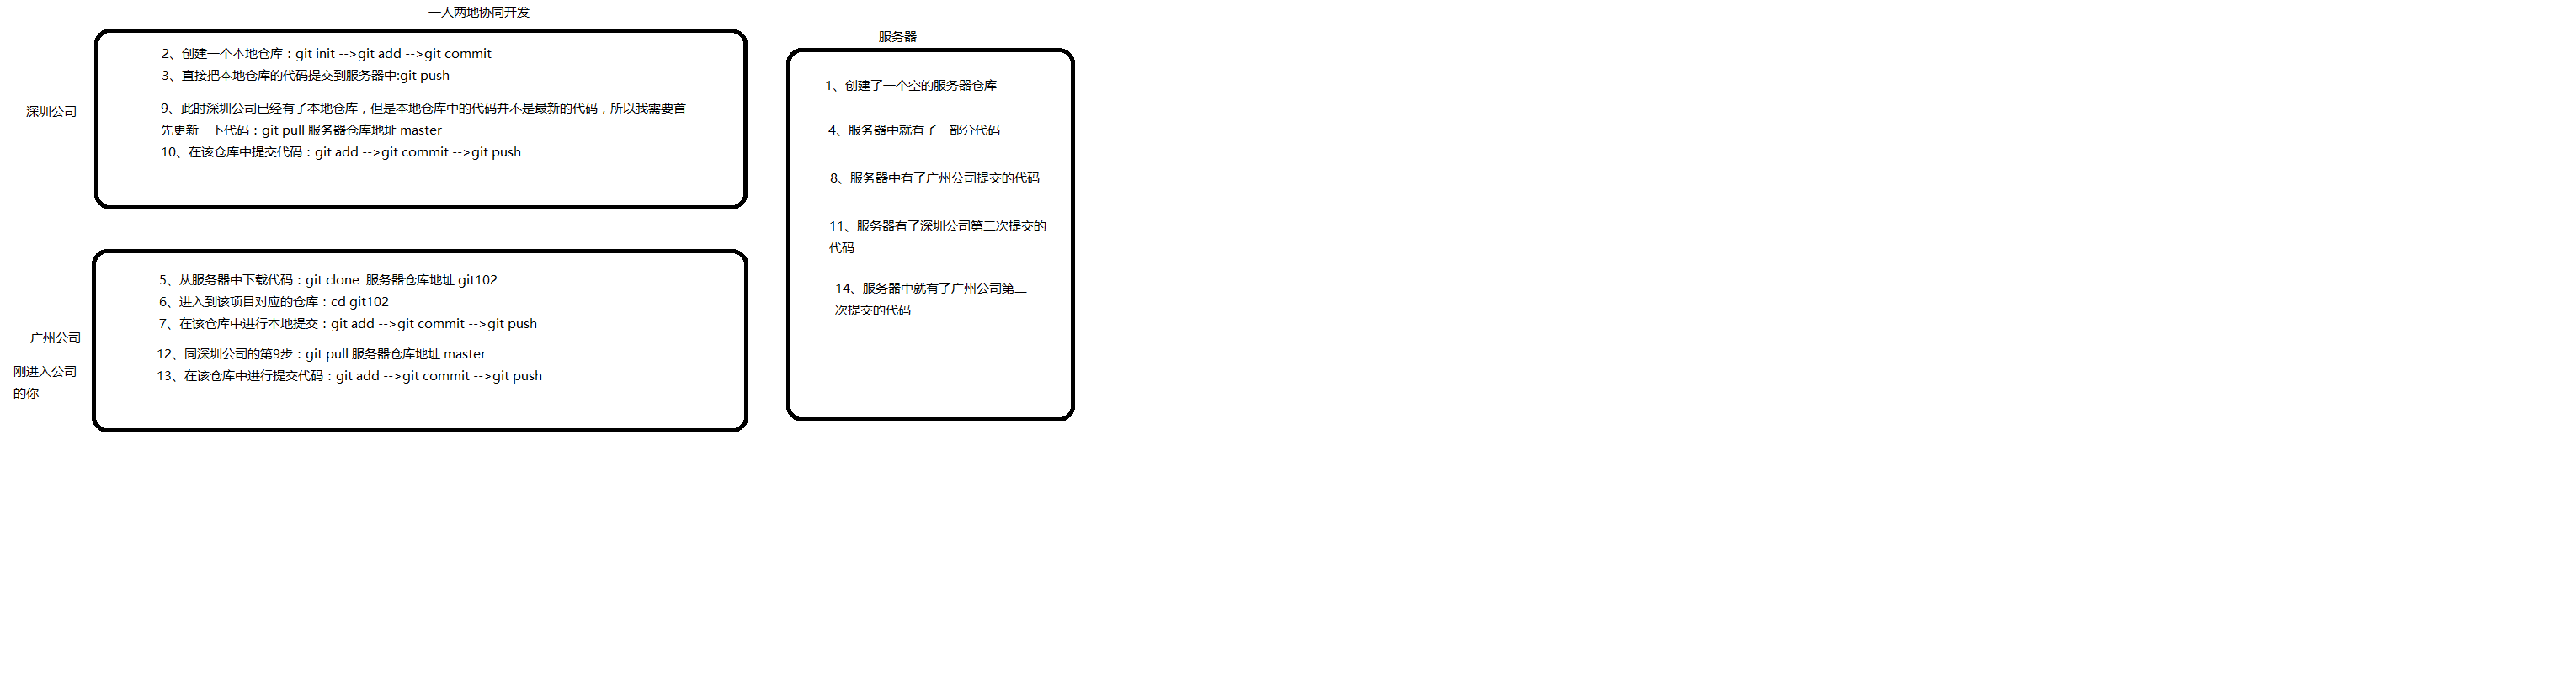 一人两地协同开发
深圳公司
2、创建一个本地仓库：git init -->git add -->git commit
3、直接把本地仓库的代码提交到服务器中:git push
9、此时深圳公司已经有了本地仓库，但是本地仓库中的代码并不是最新的代码，所以我需要首
先更新一下代码：git pull 服务器仓库地址 master
10、在该仓库中提交代码：git add -->git commit -->git push
广州公司
刚进入公司
的你
5、从服务器中下载代码：git clone  服务器仓库地址 git102
6、进入到该项目对应的仓库：cd git102
7、在该仓库中进行本地提交：git add -->git commit -->git push
12、同深圳公司的第9步：git pull 服务器仓库地址 master
13、在该仓库中进行提交代码：git add -->git commit -->git push
服务器
1、创建了一个空的服务器仓库
4、服务器中就有了一部分代码
8、服务器中有了广州公司提交的代码
11、服务器有了深圳公司第二次提交的
代码
14、服务器中就有了广州公司第二
次提交的代码